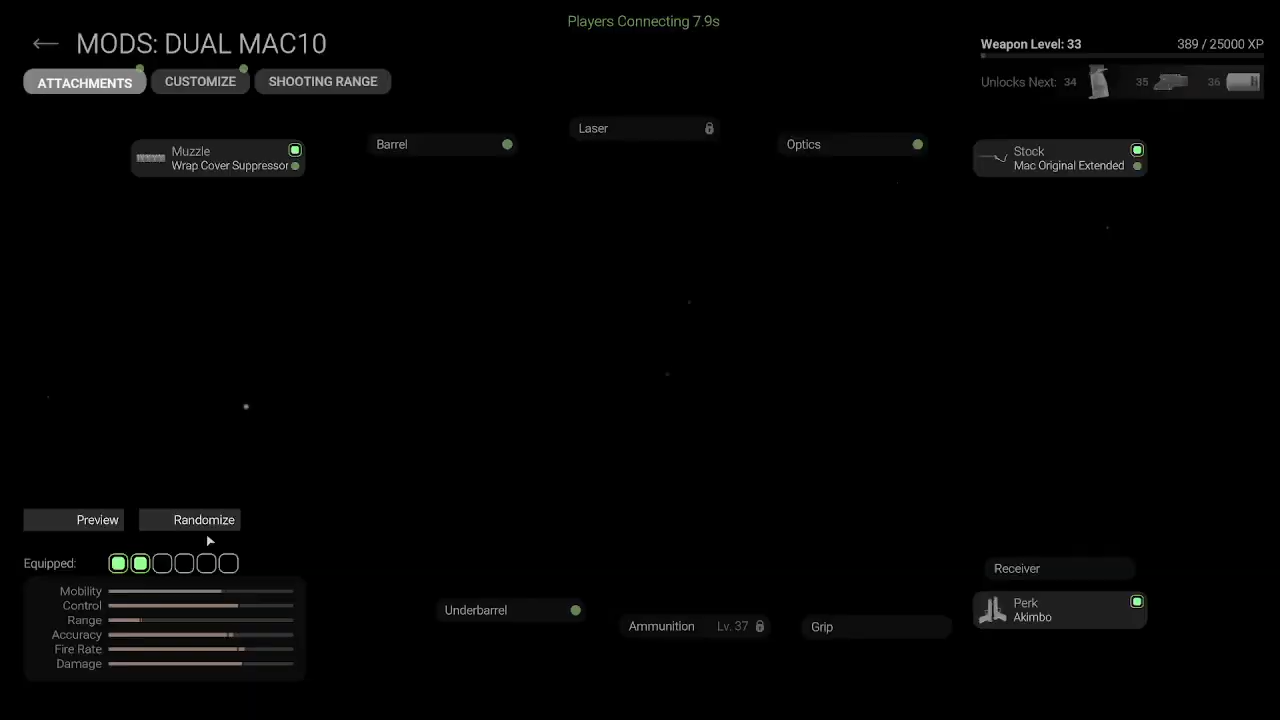 Players Connecting 7.9s
MODS: DUAL MAC10
Weapon Level: 33
389 / 25000 XP
ATTACHMENTS
CUSTOMIZE
SHOOTING RANGE
Unlocks Next: 34 35 36
Muzzle
Wrap Cover Suppressor
Barrel
Laser
Optics
Stock
Mac Original Extended
Preview
Randomize
Equipped:
Mobility
Control
Range
Accuracy
Fire Rate
Damage
Underbarrel
Ammunition Lv. 37
Grip
Receiver
Perk
Akimbo